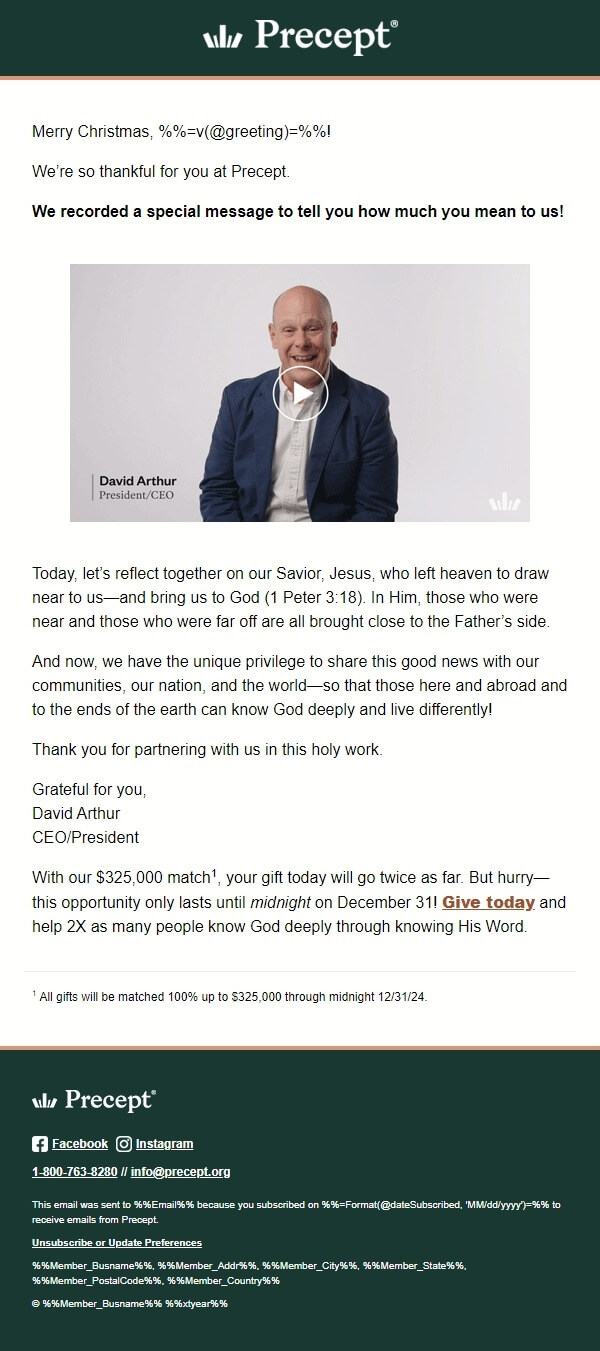 Precept®
Merry Christmas, %%=v(@greeting)=%%!
We’re so thankful for you at Precept.
We recorded a special message to tell you how much you mean to us!
David Arthur
President/CEO
Today, let’s reflect together on our Savior, Jesus, who left heaven to draw
near to us—and bring us to God (1 Peter 3:18). In Him, those who were
near and those who were far off are all brought close to the Father’s side.
And now, we have the unique privilege to share this good news with our
communities, our nation, and the world—so that those here and abroad and
to the ends of the earth can know God deeply and live differently!
Thank you for partnering with us in this holy work.
Grateful for you,
David Arthur
CEO/President
With our $325,000 match¹, your gift today will go twice as far. But hurry—
this opportunity only lasts until midnight on December 31! Give today and
help 2X as many people know God deeply through knowing His Word.
¹ All gifts will be matched 100% up to $325,000 through midnight 12/31/24.
Precept®
Facebook Instagram
1-800-763-8280 // info@precept.org
This email was sent to %%Email%% because you subscribed on %%=Format(@dateSubscribed, 'MM/dd/yyyy')=%% to
receive emails from Precept.
Unsubscribe or Update Preferences
%%Member_Busname%%, %%Member_Addr%%, %%Member_City%%, %%Member_State%%,
%%Member_PostalCode%%, %%Member_Country%%
© %%Member_Busname%% %%xtyear%%